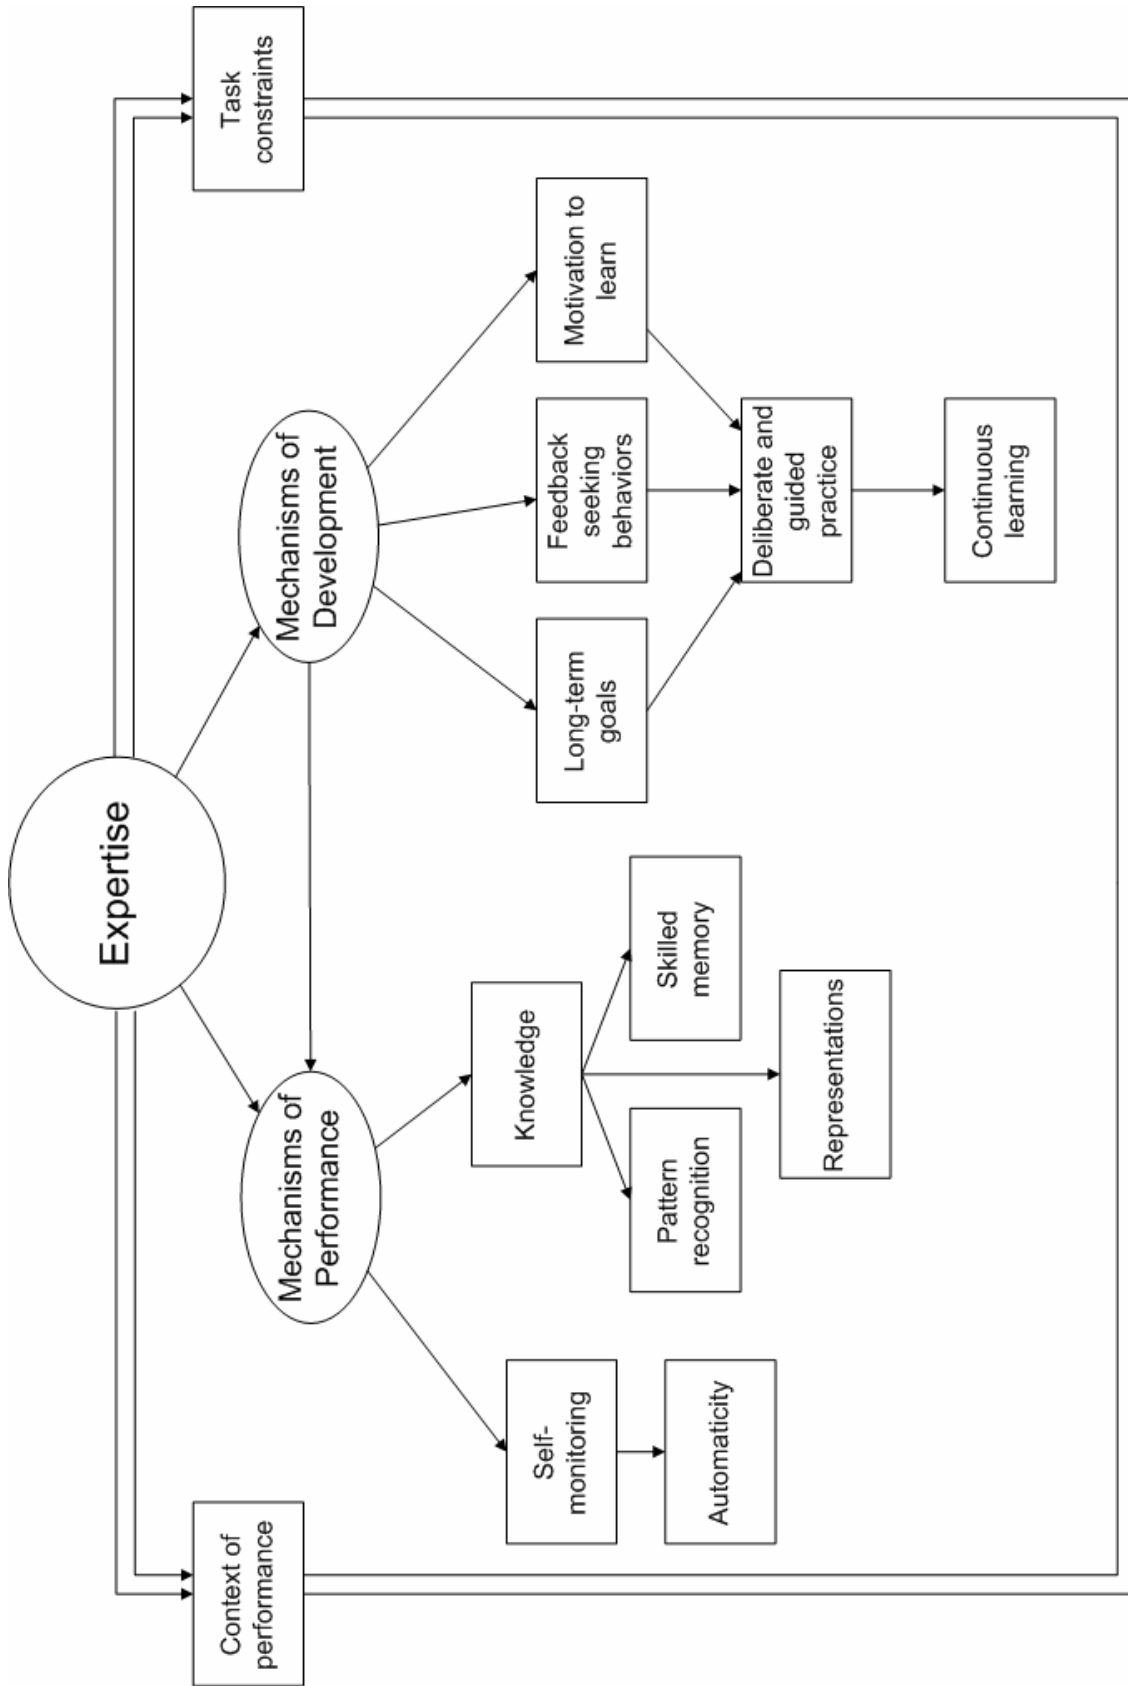 Expertise
Context of
performance
Task
constraints
Mechanisms of
Performance
Mechanisms of
Development
Self-
monitoring
Automaticity
Knowledge
Pattern
recognition
Skilled
memory
Representations
Long-term
goals
Feedback
seeking
behaviors
Motivation to
learn
Deliberate and
guided
practice
Continuous
learning